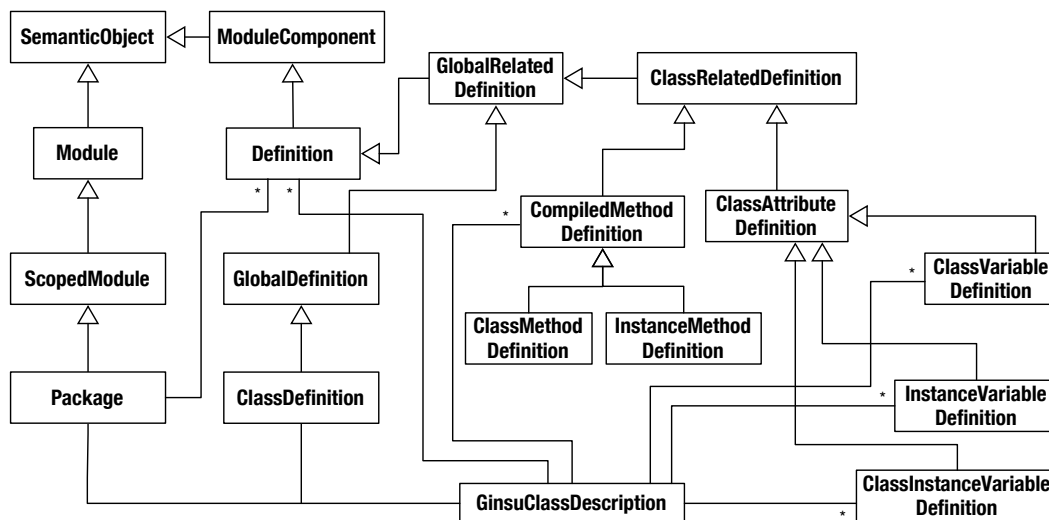 SemanticObject
ModuleComponent
GlobalRelated
Definition
ClassRelatedDefinition
Module
Definition
*
*
ClassAttribute
Definition
*
CompiledMethod
Definition
ScopedModule
GlobalDefinition
*
ClassVariable
Definition
ClassMethod
Definition
InstanceMethod
Definition
Package
ClassDefinition
*
InstanceVariable
Definition
GinsuClassDescription
*
ClassInstanceVariable
Definition